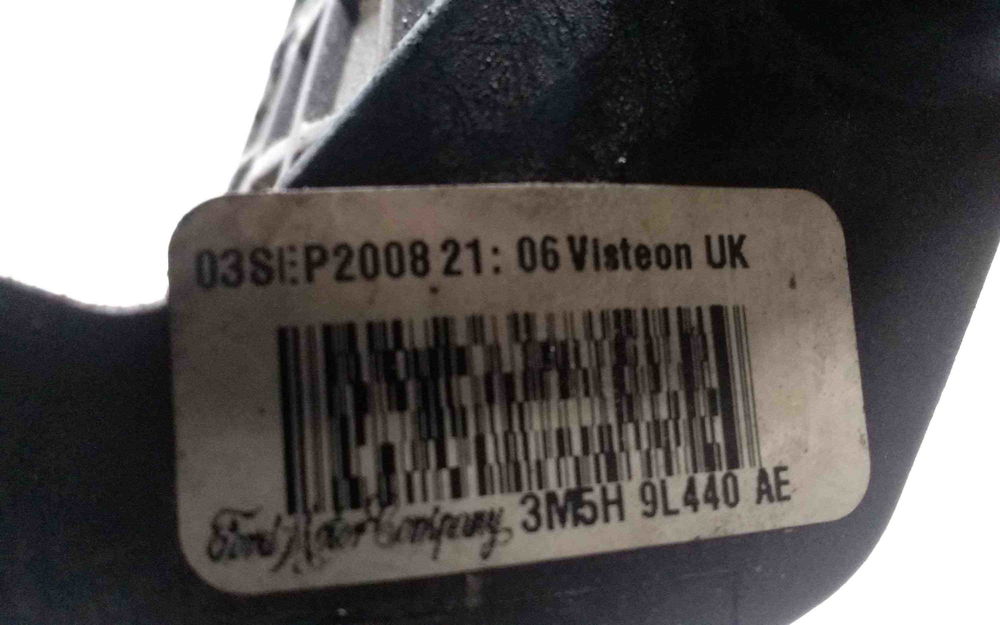 03SEP2008 21: 06 Visteon UK
Ford Motor Company 3M5H 9L440 AE